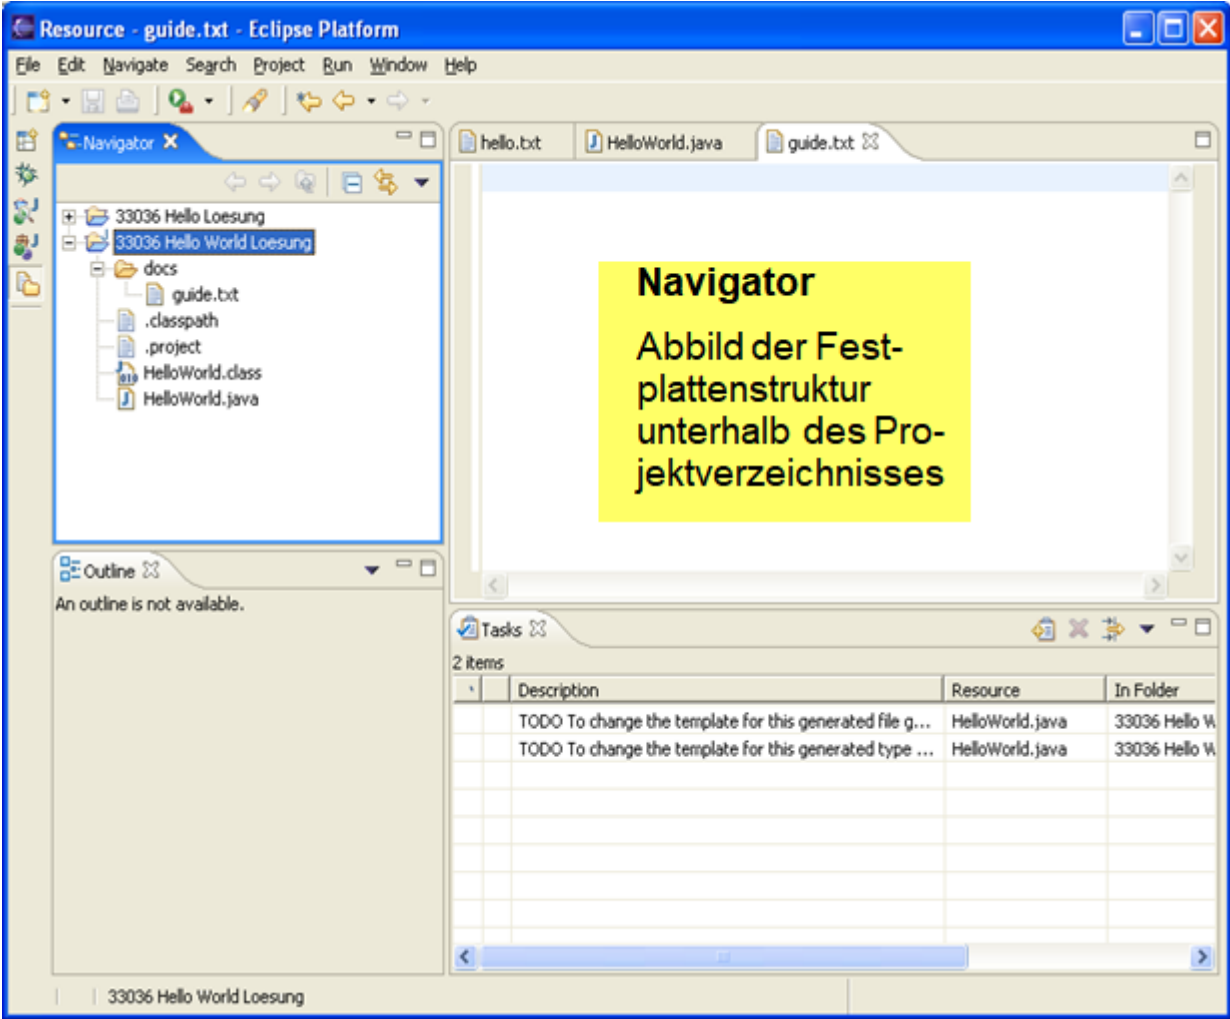 Resource - guide.txt - Eclipse Platform
File Edit Navigate Search Project Run Window Help
Navigator
hello.txt HelloWorld.java guide.txt
33036 Hello Loesung
33036 Hello World Loesung
docs
guide.txt
.classpath
.project
HelloWorld.class
HelloWorld.java
Navigator
Abbild der Fest-
plattenstruktur
unterhalb des Pro-
jektverzeichnisses
Outline
An outline is not available.
Tasks
2 items
Description Resource In Folder
TODO To change the template for this generated file g... HelloWorld.java 33036 Hello W
TODO To change the template for this generated type ... HelloWorld.java 33036 Hello W
33036 Hello World Loesung